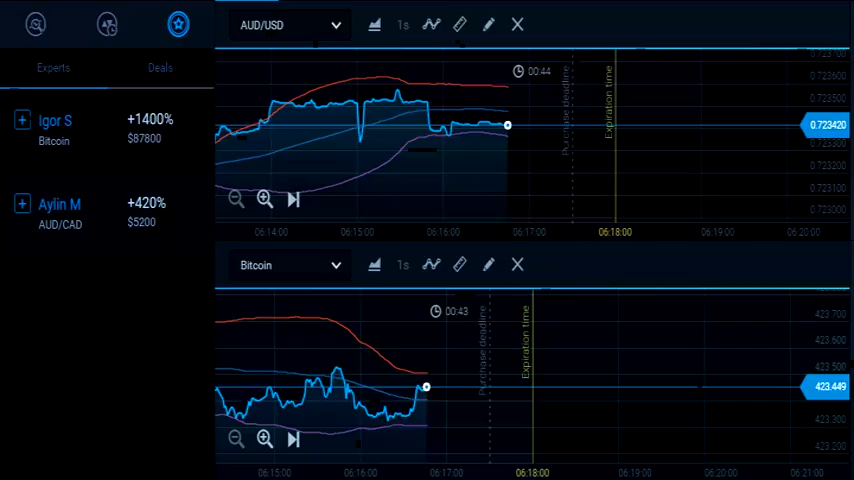 Experts
Deals
Igor S
+1400%
Bitcoin
$87800
Aylin M
+420%
AUD/CAD
$5200
AUD/USD
1s
00:44
Purchase deadline
Expiration time
0.723600
0.723500
0.723420
0.723300
0.723200
0.723100
0.723000
06:14:00
06:15:00
06:16:00
06:17:00
06:18:00
06:19:00
06:20:00
Bitcoin
1s
00:43
Purchase deadline
Expiration time
423.700
423.600
423.500
423.449
423.300
423.200
06:15:00
06:16:00
06:17:00
06:18:00
06:19:00
06:20:00
06:21:00